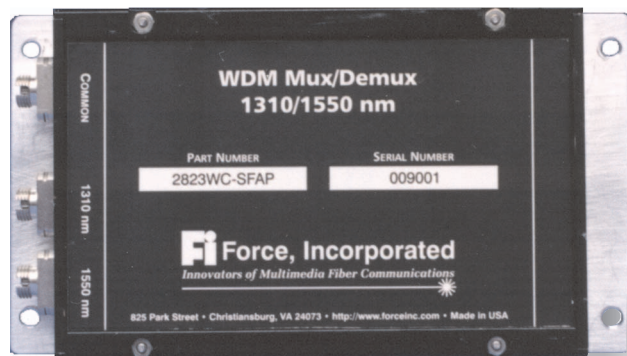 WDM Mux/Demux
1310/1550 nm
COMMON
PART NUMBER
SERIAL NUMBER
2823WC-SFAP
009001
1310 nm
Fi Force, Incorporated
Innovators of Multimedia Fiber Communications
1550 nm
825 Park Street • Christiansburg, VA 24073 • http://www.forceinc.com • Made in USA